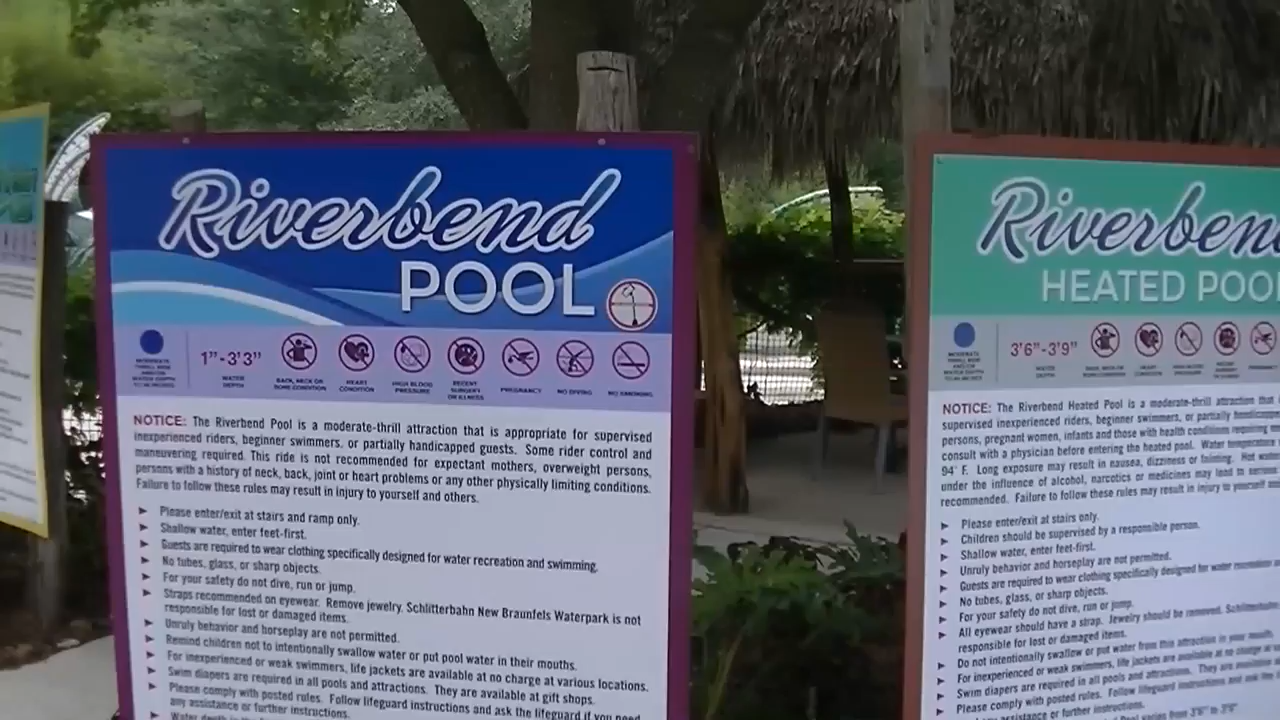 Riverbend
POOL
1"-3'3"
WATER
DEPTH
BACK, NECK OR
BONE CONDITION
HEART
CONDITION
HIGH BLOOD
PRESSURE
RECENT
SURGERY
OR ILLNESS
PREGNANCY
NO DIVING
NO SMOKING
NOTICE: The Riverbend Pool is a moderate-thrill attraction that is appropriate for supervised
inexperienced riders, beginner swimmers, or partially handicapped guests. Some rider control and
maneuvering required. This ride is not recommended for expectant mothers, overweight persons,
persons with a history of neck, back, joint or heart problems or any other physically limiting conditions.
Failure to follow these rules may result in injury to yourself and others.
Please enter/exit at stairs and ramp only.
Shallow water, enter feet-first.
Guests are required to wear clothing specifically designed for water recreation and swimming.
No tubes, glass, or sharp objects.
For your safety do not dive, run or jump.
Straps recommended on eyewear. Remove jewelry. Schlitterbahn New Braunfels Waterpark is not
responsible for lost or damaged items.
Unruly behavior and horseplay are not permitted.
Remind children not to intentionally swallow water or put pool water in their mouths.
For inexperienced or weak swimmers, life jackets are available at no charge at various locations.
Swim diapers are required in all pools and attractions. They are available at gift shops.
Please comply with posted rules. Follow lifeguard instructions and ask the lifeguard if you need
any assistance or further instructions.
Water depth
Riverben
HEATED POO
3'6"-3'9"
WATER
DEPTH
NOTICE: The Riverbend Heated Pool is a moderate-thrill attraction that
supervised inexperienced riders, beginner swimmers, or partially handicapped
persons, pregnant women, infants and those with health conditions requiring
consult with a physician before entering the heated pool. Water temperature
94° F. Long exposure may result in nausea, dizziness or fainting. Hot water
under the influence of alcohol, narcotics or medicines may lead to serious
recommended. Failure to follow these rules may result in injury to yourself and
Please enter/exit at stairs only.
Children should be supervised by a responsible person.
Shallow water, enter feet-first.
Unruly behavior and horseplay are not permitted.
Guests are required to wear clothing specifically designed for water recreation
No tubes, glass, or sharp objects.
For your safety do not dive, run or jump.
All eyewear should have a strap. Jewelry should be removed. Schlitterbahn
responsible for lost or damaged items.
Do not intentionally swallow or put water from this attraction in your mouth.
For inexperienced or weak swimmers, life jackets are available at no charge at
Swim diapers are required in all pools and attractions. They are available
Please comply with posted rules. Follow lifeguard instructions and ask the
any assistance or further instructions.
varies from 3'6" to 3'9"